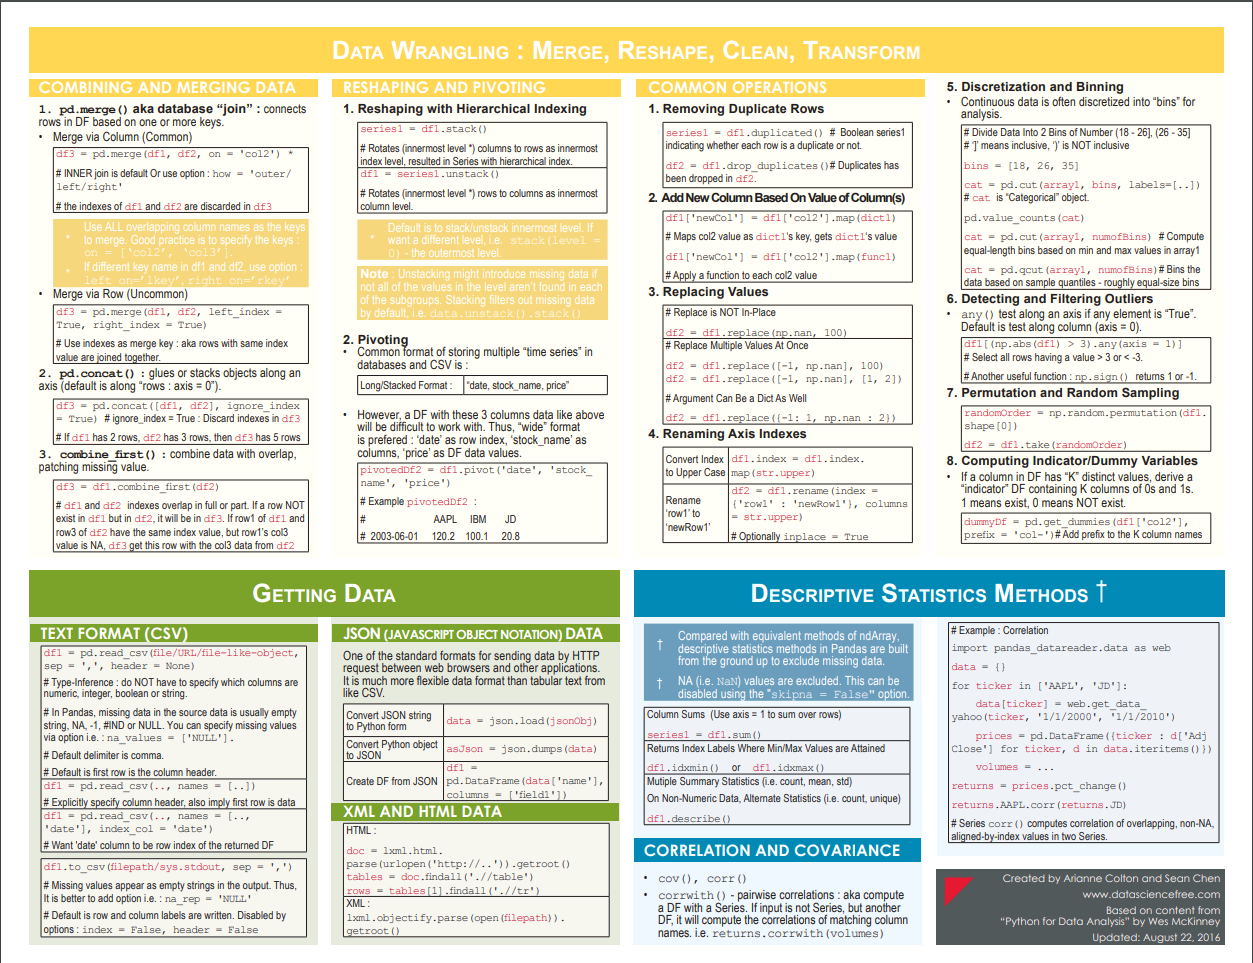 DATA WRANGLING : MERGE, RESHAPE, CLEAN, TRANSFORM
COMBINING AND MERGING DATA
1. pd.merge() aka database “join” : connects
rows in DF based on one or more keys.
• Merge via Column (Common)
df3 = pd.merge(df1, df2, on = 'col2') *
# INNER join is default Or use option : how = 'outer/
left/right'
# the indexes of df1 and df2 are discarded in df3
* Use ALL overlapping column names as the keys
to merge. Good practice is to specify the keys :
on = [‘col2’, ‘col3’].
* If different key name in df1 and df2, use option :
left_on='lkey', right_on='rkey'
• Merge via Row (Uncommon)
df3 = pd.merge(df1, df2, left_index =
True, right_index = True)
# Use indexes as merge key : aka rows with same index
value are joined together.
2. pd.concat() : glues or stacks objects along an
axis (default is along “rows : axis = 0”).
df3 = pd.concat([df1, df2], ignore_index
= True) # ignore_index = True : Discard indexes in df3
# If df1 has 2 rows, df2 has 3 rows, then df3 has 5 rows
3. combine_first() : combine data with overlap,
patching missing value.
df3 = df1.combine_first(df2)
# df1 and df2 indexes overlap in full or part. If a row NOT
exist in df1 but in df2, it will be in df3. If row1 of df1 and
row3 of df2 have the same index value, but row1's col3
value is NA, df3 get this row with the col3 data from df2
RESHAPING AND PIVOTING
1. Reshaping with Hierarchical Indexing
series1 = df1.stack()
# Rotates (innermost level *) columns to rows as innermost
index level, resulted in Series with hierarchical index.
df1 = series1.unstack()
# Rotates (innermost level *) rows to columns as innermost
column level.
* Default is to stack/unstack innermost level. If
want a different level, i.e. stack(level =
0) - the outermost level.
Note : Unstacking might introduce missing data if
not all of the values in the level aren't found in each
of the subgroups. Stacking filters out missing data
by default, i.e. data.unstack().stack()
2. Pivoting
• Common format of storing multiple “time series” in
databases and CSV is :
Long/Stacked Format : “date, stock_name, price”
• However, a DF with these 3 columns data like above
will be difficult to work with. Thus, “wide” format
is prefered : ‘date’ as row index, ‘stock_name’ as
columns, ‘price’ as DF data values.
pivotedDf2 = df1.pivot('date', 'stock_
name', 'price')
# Example pivotedDf2 :
# AAPL IBM JD
# 2003-06-01 120.2 100.1 20.8
COMMON OPERATIONS
1. Removing Duplicate Rows
series1 = df1.duplicated() # Boolean series1
indicating whether each row is a duplicate or not.
df2 = df1.drop_duplicates()# Duplicates has
been dropped in df2.
2. Add New Column Based On Value of Column(s)
df1['newCol'] = df1['col2'].map(dict1)
# Maps col2 value as dict1's key, gets dict1's value
df1['newCol'] = df1['col2'].map(func1)
# Apply a function to each col2 value
3. Replacing Values
# Replace is NOT In-Place
df2 = df1.replace(np.nan, 100)
# Replace Multiple Values At Once
df2 = df1.replace([-1, np.nan], 100)
df2 = df1.replace([-1, np.nan], [1, 2])
# Argument Can be a Dict As Well
df2 = df1.replace({-1: 1, np.nan : 2})
4. Renaming Axis Indexes
Convert Index
to Upper Case
df1.index = df1.index.
map(str.upper)
Rename
‘row1’ to
‘newRow1’
df2 = df1.rename(index =
{'row1' : 'newRow1'}, columns
= str.upper)
# Optionally inplace = True
5. Discretization and Binning
• Continuous data is often discretized into “bins” for
analysis.
# Divide Data Into 2 Bins of Number (18 - 26], (26 - 35]
# ‘]’ means inclusive, ‘)’ is NOT inclusive
bins = [18, 26, 35]
cat = pd.cut(array1, bins, labels=[..])
# cat is “Categorical” object.
pd.value_counts(cat)
cat = pd.cut(array1, numofBins) # Compute
equal-length bins based on min and max values in array1
cat = pd.qcut(array1, numofBins)# Bins the
data based on sample quantiles - roughly equal-size bins
6. Detecting and Filtering Outliers
• any() test along an axis if any element is “True”.
Default is test along column (axis = 0).
df1[(np.abs(df1) > 3).any(axis = 1)]
# Select all rows having a value > 3 or < -3.
# Another useful function : np.sign() returns 1 or -1.
7. Permutation and Random Sampling
randomOrder = np.random.permutation(df1.
shape[0])
df2 = df1.take(randomOrder)
8. Computing Indicator/Dummy Variables
• If a column in DF has “K” distinct values, derive a
“indicator” DF containing K columns of 0s and 1s.
1 means exist, 0 means NOT exist.
dummyDf = pd.get_dummies(df1['col2'],
prefix = 'col-')# Add prefix to the K column names
GETTING DATA
TEXT FORMAT (CSV)
df1 = pd.read_csv(file/URL/file-like-object,
sep = ',', header = None)
# Type-Inference : do NOT have to specify which columns are
numeric, integer, boolean or string.
# In Pandas, missing data in the source data is usually empty
string, NA, -1, #IND or NULL. You can specify missing values
via option i.e. : na_values = ['NULL'].
# Default delimiter is comma.
# Default is first row is the column header.
df1 = pd.read_csv(.., names = [..])
# Explicitly specify column header, also imply first row is data
df1 = pd.read_csv(.., names = [..,
'date'], index_col = 'date')
# Want 'date' column to be row index of the returned DF
df1.to_csv(filepath/sys.stdout, sep = ',')
# Missing values appear as empty strings in the output. Thus,
It is better to add option i.e. : na_rep = 'NULL'
# Default is row and column labels are written. Disabled by
options : index = False, header = False
JSON (JAVASCRIPT OBJECT NOTATION) DATA
One of the standard formats for sending data by HTTP
request between web browsers and other applications.
It is much more flexible data format than tabular text from
like CSV.
Convert JSON string
to Python form
data = json.load(jsonObj)
Convert Python object
to JSON
asJson = json.dumps(data)
Create DF from JSON
df1 =
pd.DataFrame(data['name'],
columns = ['field1'])
XML AND HTML DATA
HTML :
doc = lxml.html.
parse(urlopen('http://..')).getroot()
tables = doc.findall('.//table')
rows = tables[1].findall('.//tr')
XML :
lxml.objectify.parse(open(filepath)).
getroot()
DESCRIPTIVE STATISTICS METHODS †
† Compared with equivalent methods of ndArray,
descriptive statistics methods in Pandas are built
from the ground up to exclude missing data.
† NA (i.e. NaN) values are excluded. This can be
disabled using the "skipna = False" option.
Column Sums (Use axis = 1 to sum over rows)
series1 = df1.sum()
Returns Index Labels Where Min/Max Values are Attained
df1.idxmin() or df1.idxmax()
Mutiple Summary Statistics (i.e. count, mean, std)
On Non-Numeric Data, Alternate Statistics (i.e. count, unique)
df1.describe()
CORRELATION AND COVARIANCE
• cov(), corr()
• corrwith() - pairwise correlations : aka compute
a DF with a Series. If input is not Series, but another
DF, it will compute the correlations of matching column
names. i.e. returns.corrwith(volumes)
# Example : Correlation
import pandas_datareader.data as web
data = {}
for ticker in ['AAPL', 'JD']:
data[ticker] = web.get_data_
yahoo(ticker, '1/1/2000', '1/1/2010')
prices = pd.DataFrame({ticker : d['Adj
Close'] for ticker, d in data.iteritems()})
volumes = ...
returns = prices.pct_change()
returns.AAPL.corr(returns.JD)
# Series corr() computes correlation of overlapping, non-NA,
aligned-by-index values in two Series.
Created by Arianne Colton and Sean Chen
www.datasciencefree.com
Based on content from
“Python for Data Analysis” by Wes McKinney
Updated: August 22, 2016